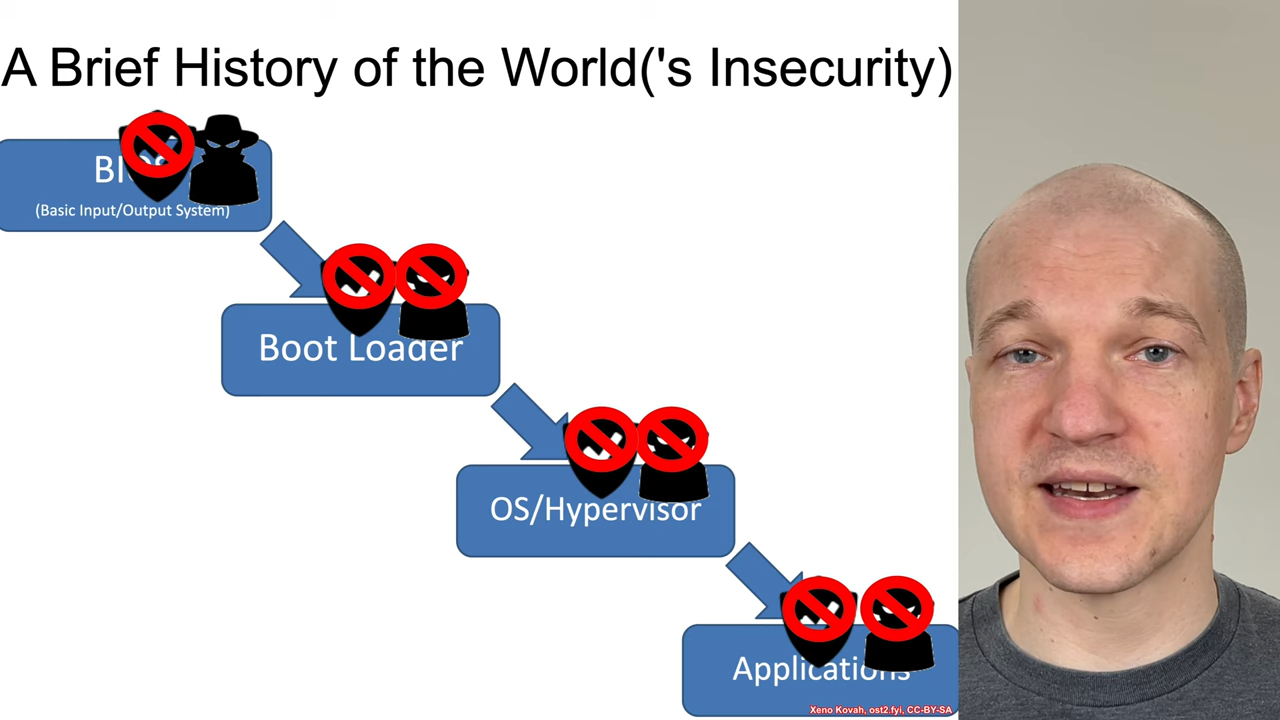 A Brief History of the World('s Insecurity)
(Basic Input/Output System)
Boot Loader
OS/Hypervisor
Applications
Xeno Kovah, ost2.fyi, CC-BY-SA